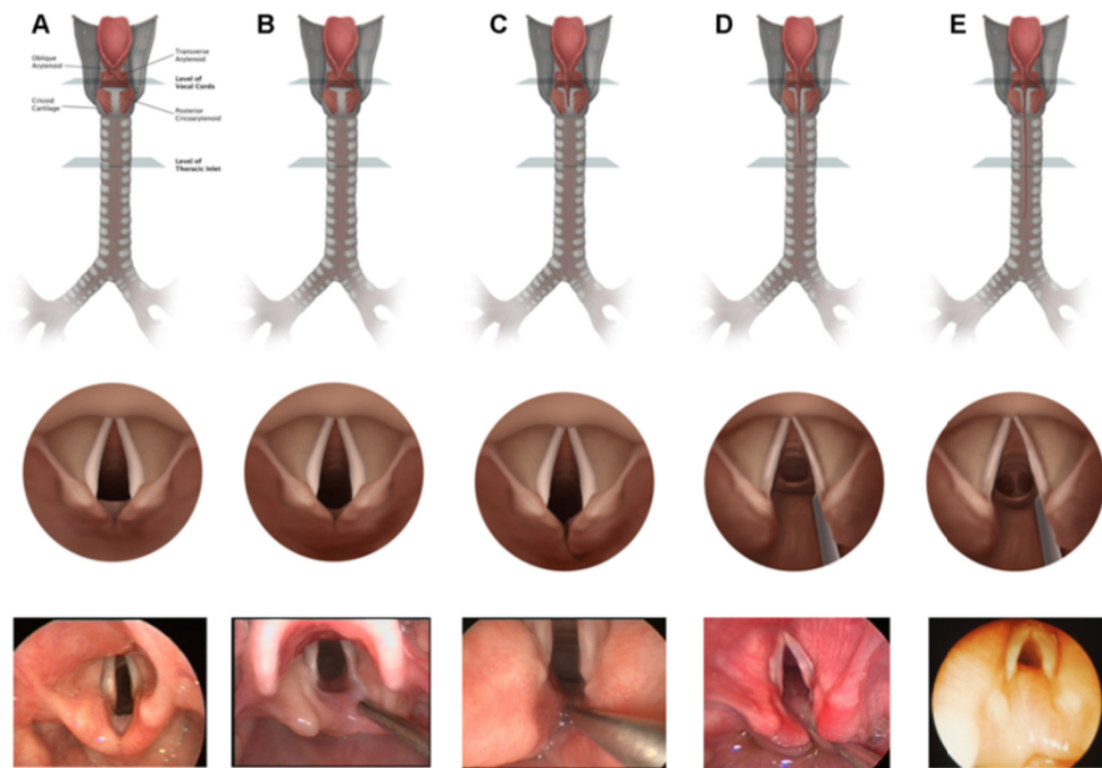 A B C D E
Oblique
Arytenoid
Transverse
Arytenoid
Level of
Vocal Cords
Cricoid
Cartilage
Posterior
Cricoarytenoid
Level of
Thoracic Inlet